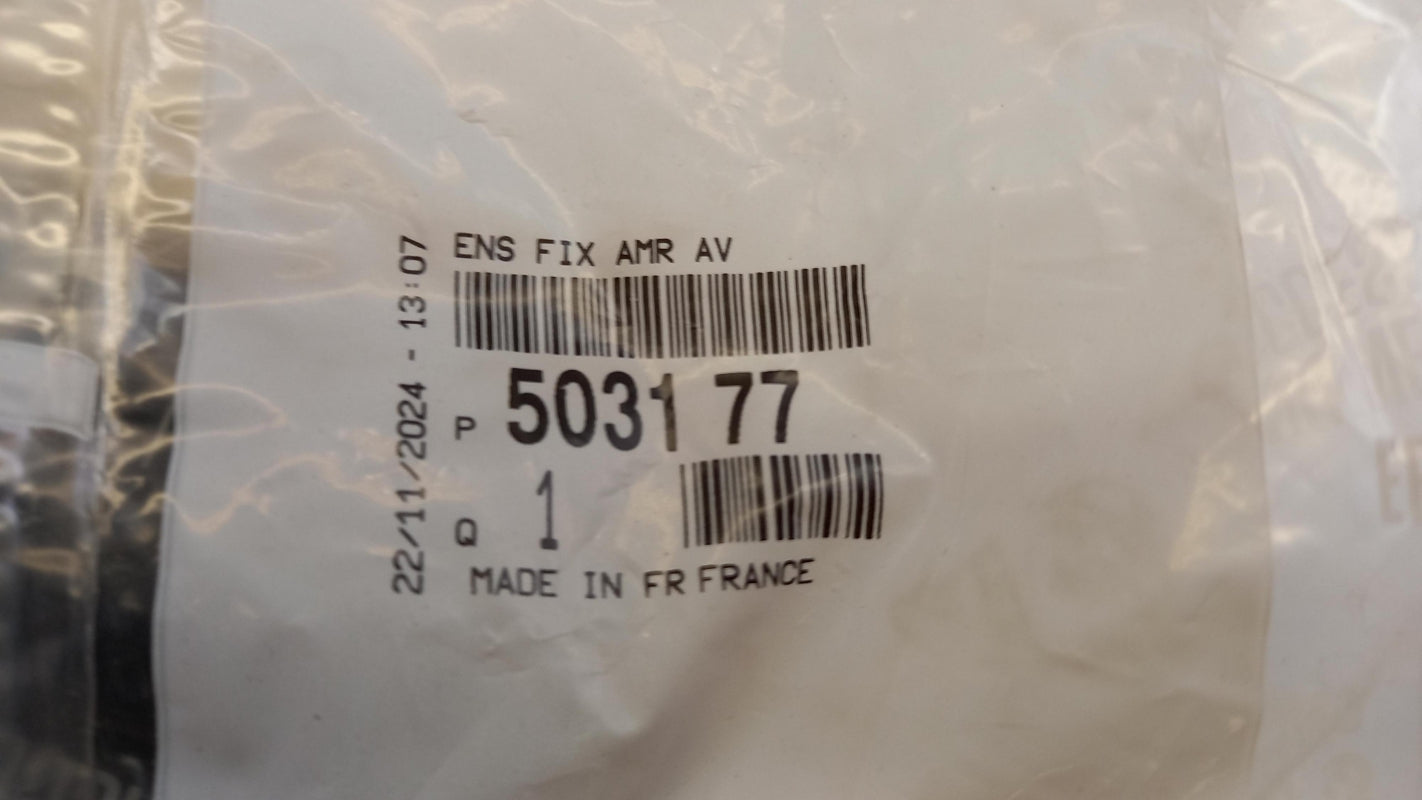 ENS FIX AMR AV
22/11/2024 - 13:07
P 5031 77
Q 1
MADE IN FR FRANCE